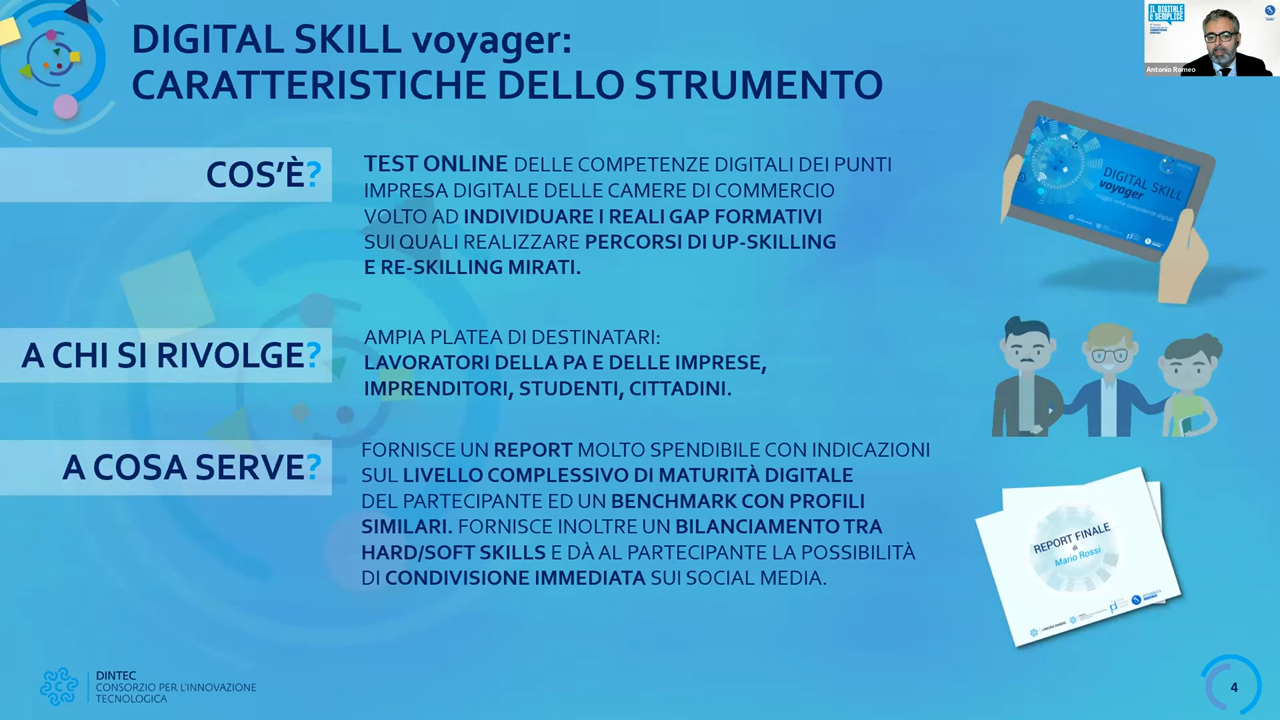 DIGITAL SKILL voyager:
CARATTERISTICHE DELLO STRUMENTO
IL DIGITALE
È SEMPLICE
Antonio Romeo
COS'È?
TEST ONLINE DELLE COMPETENZE DIGITALI DEI PUNTI
IMPRESA DIGITALE DELLE CAMERE DI COMMERCIO
VOLTO AD INDIVIDUARE I REALI GAP FORMATIVI
SUI QUALI REALIZZARE PERCORSI DI UP-SKILLING
E RE-SKILLING MIRATI.
DIGITAL SKILL
voyager
A CHI SI RIVOLGE?
AMPIA PLATEA DI DESTINATARI:
LAVORATORI DELLA PA E DELLE IMPRESE,
IMPRENDITORI, STUDENTI, CITTADINI.
A COSA SERVE?
FORNISCE UN REPORT MOLTO SPENDIBILE CON INDICAZIONI
SUL LIVELLO COMPLESSIVO DI MATURITÀ DIGITALE
DEL PARTECIPANTE ED UN BENCHMARK CON PROFILI
SIMILARI. FORNISCE INOLTRE UN BILANCIAMENTO TRA
HARD/SOFT SKILLS E DÀ AL PARTECIPANTE LA POSSIBILITÀ
DI CONDIVISIONE IMMEDIATA SUI SOCIAL MEDIA.
REPORT FINALE
di
Mario Rossi
DINTEC
CONSORZIO PER L'INNOVAZIONE
TECNOLOGICA
4